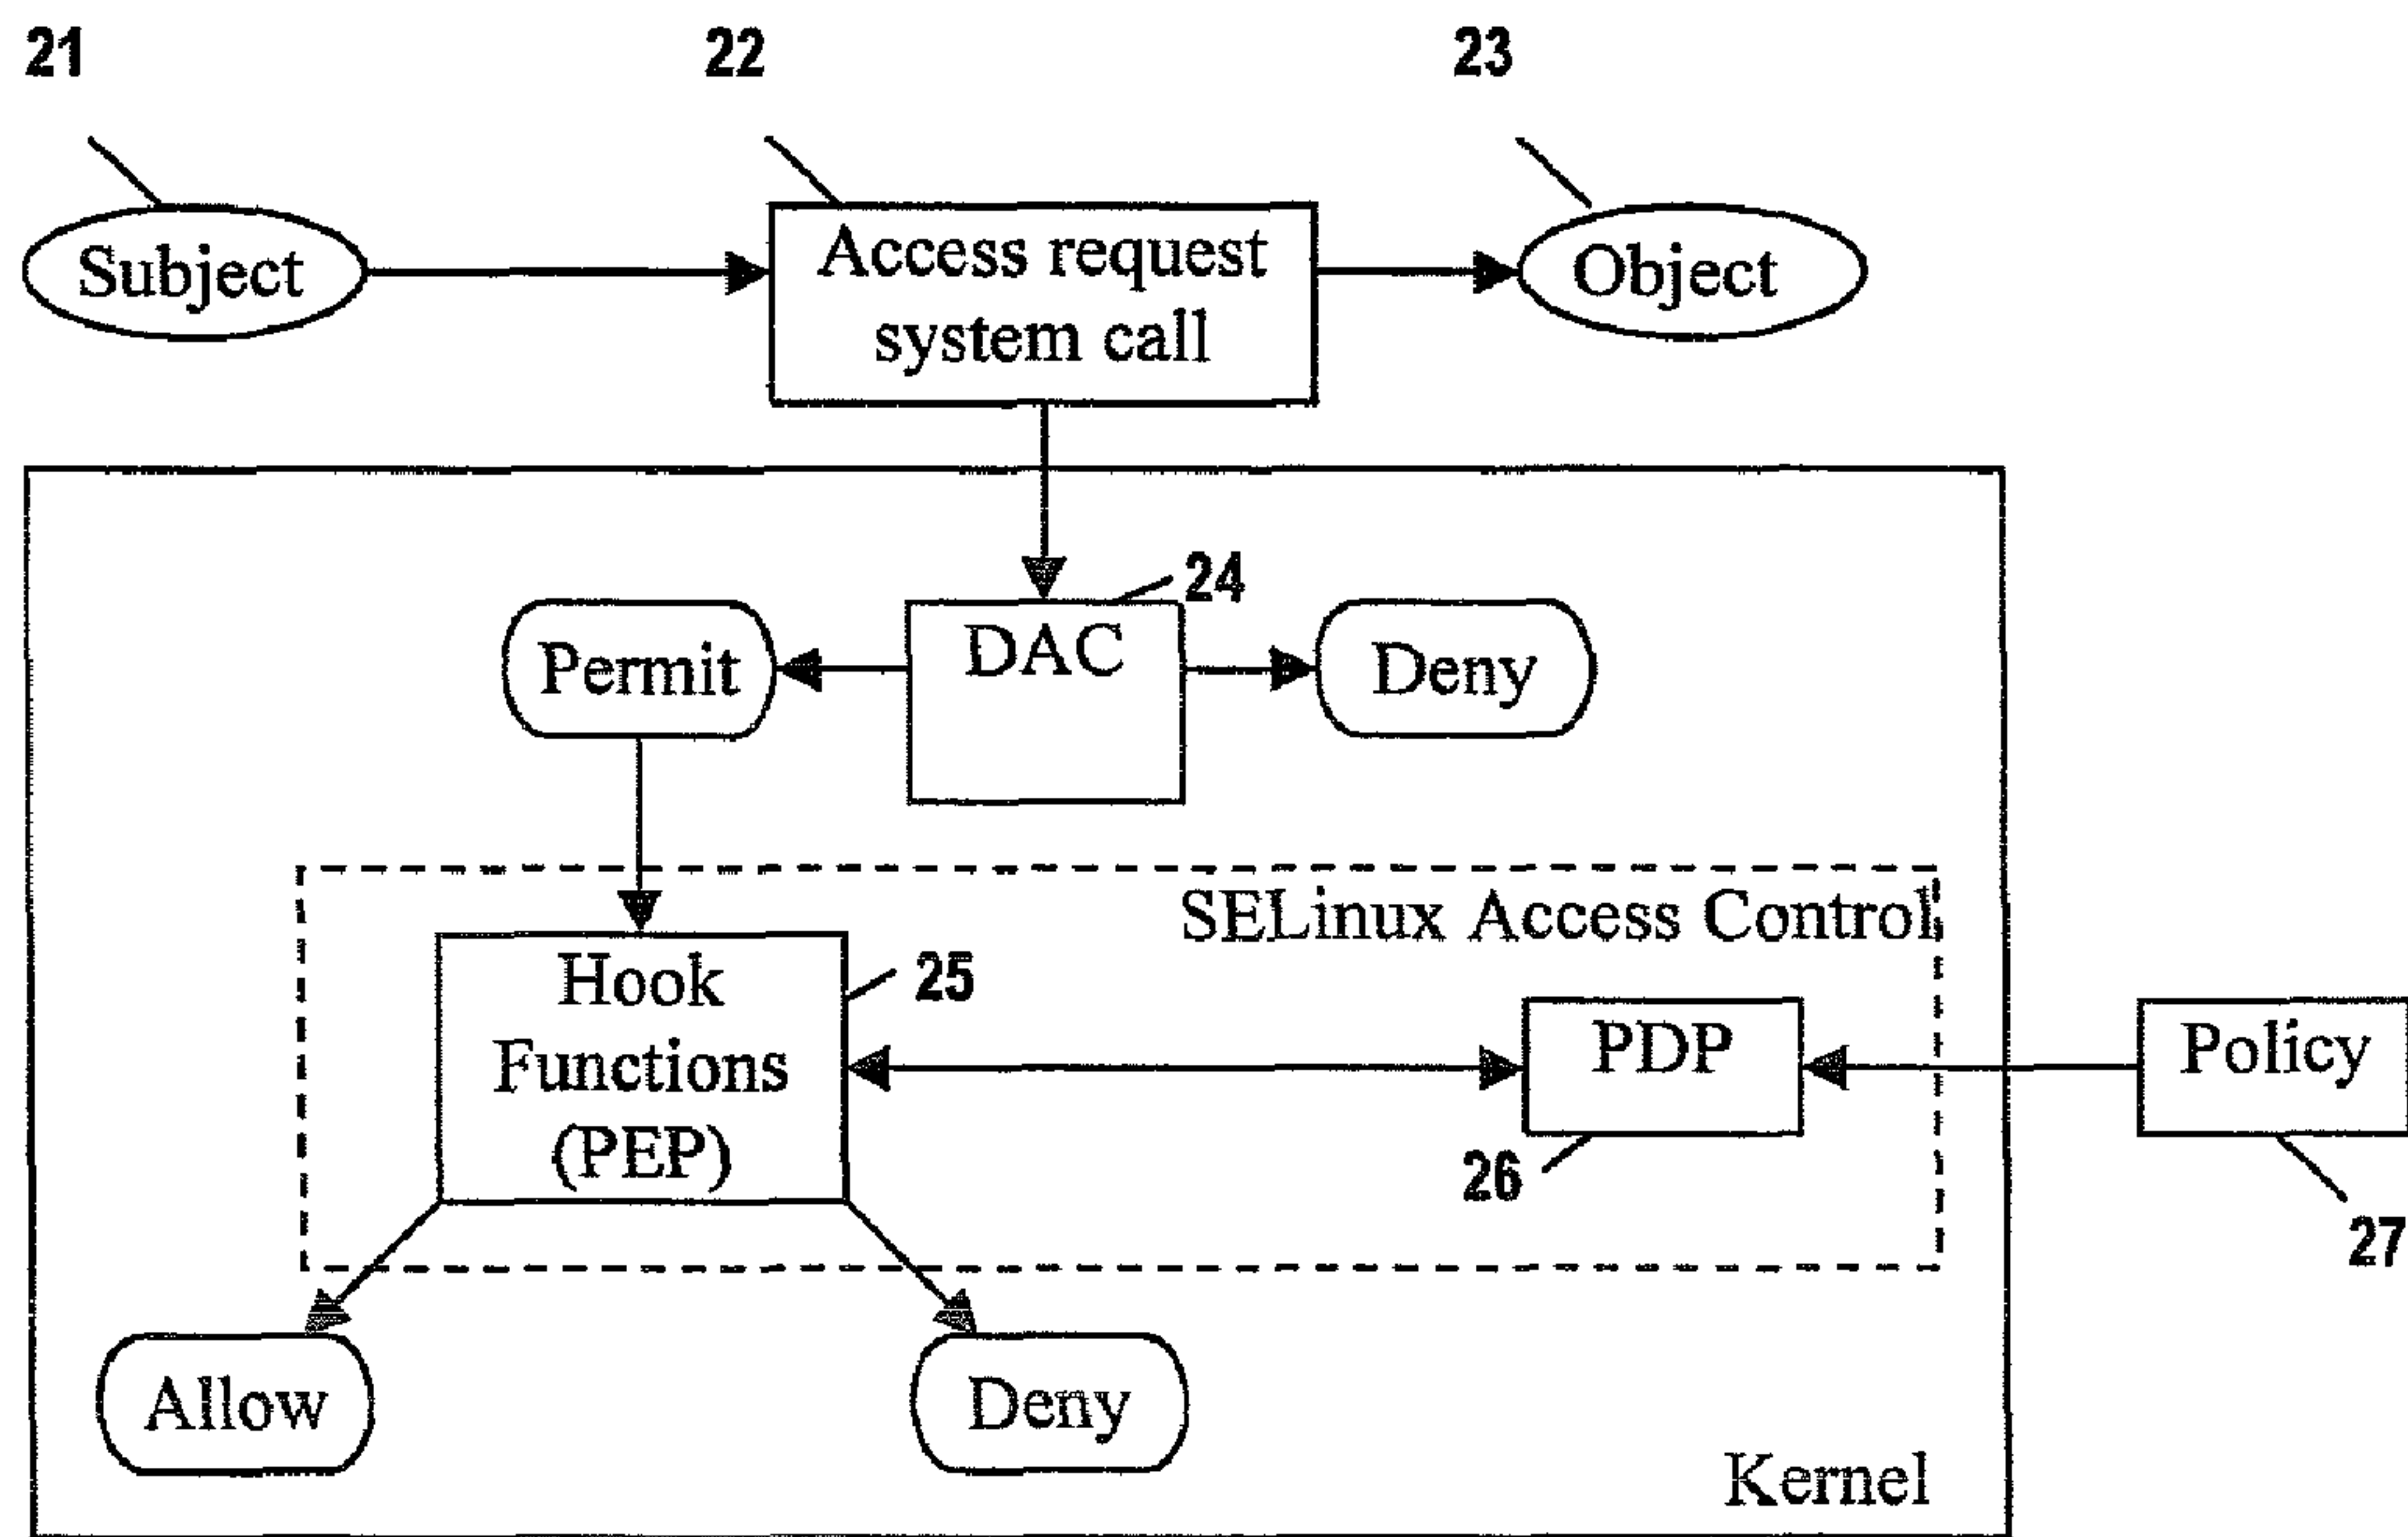 21
22
23
Subject
Access request
system call
Object
24
Permit
DAC
Deny
SELinux Access Control
Hook
Functions
(PEP)
25
PDP
26
Policy
27
Allow
Deny
Kernel